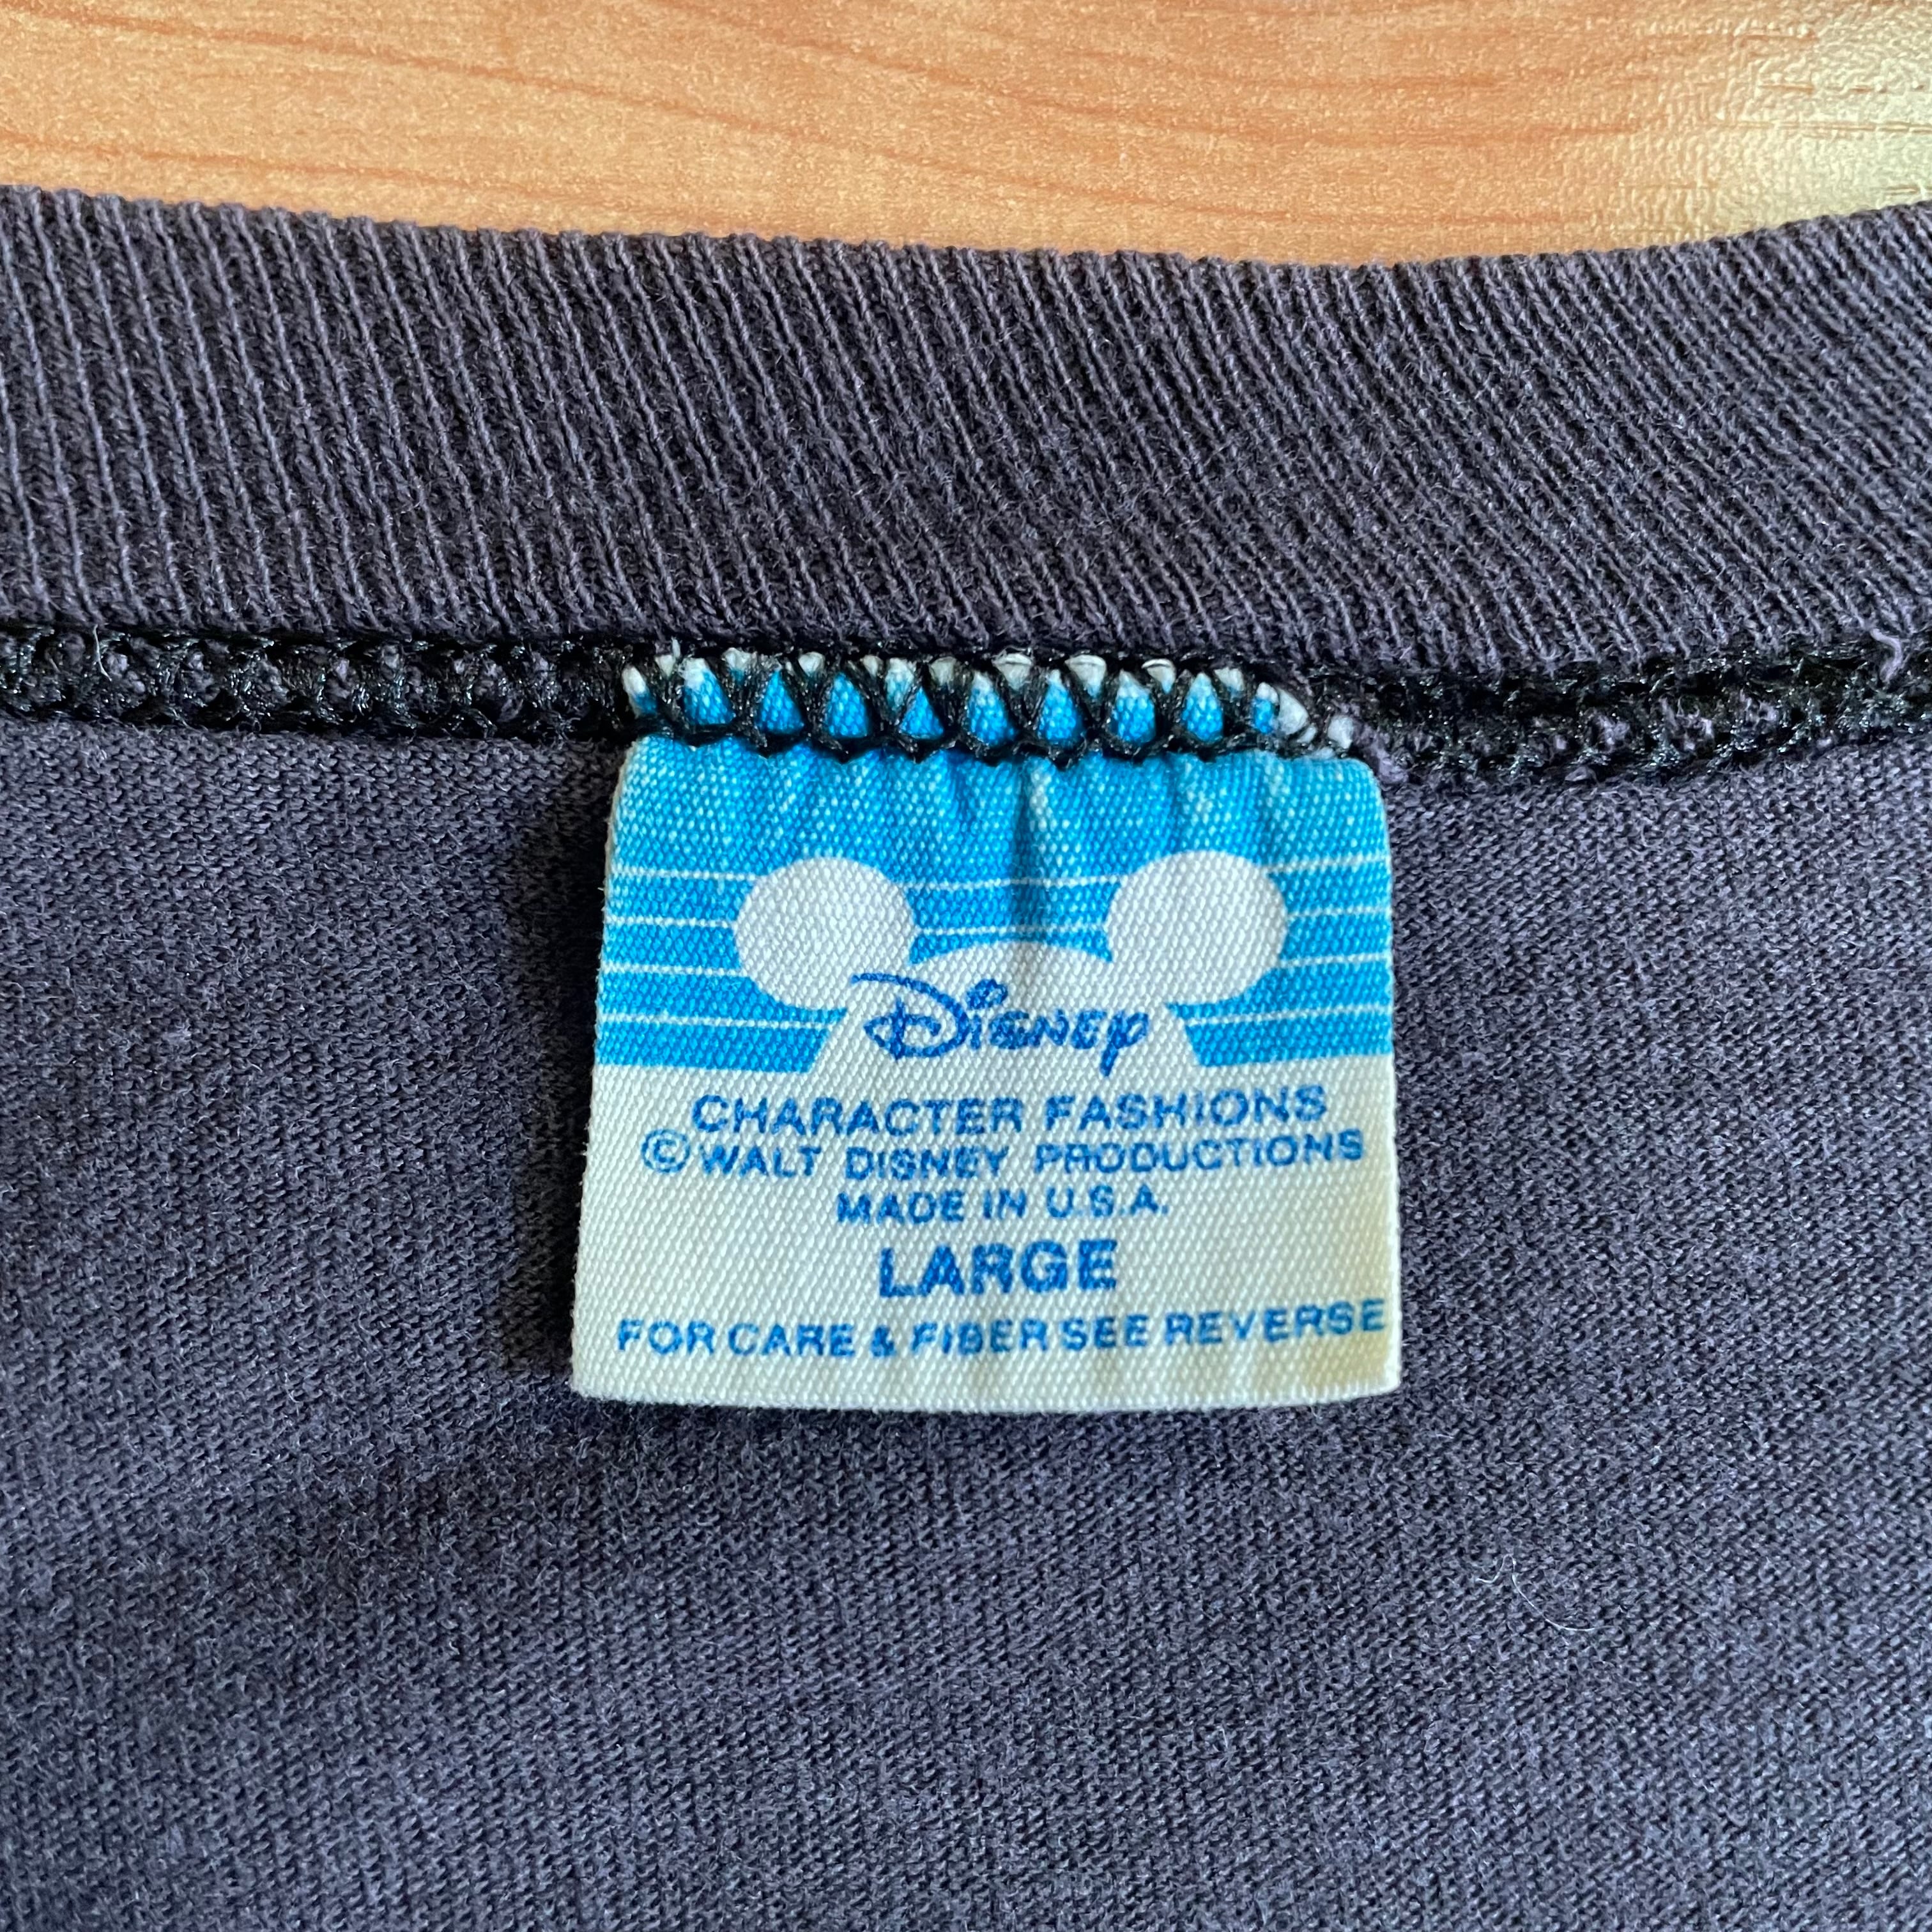 Disney
CHARACTER FASHIONS
©WALT DISNEY PRODUCTIONS
MADE IN U.S.A.
LARGE
FOR CARE & FIBER SEE REVERSE